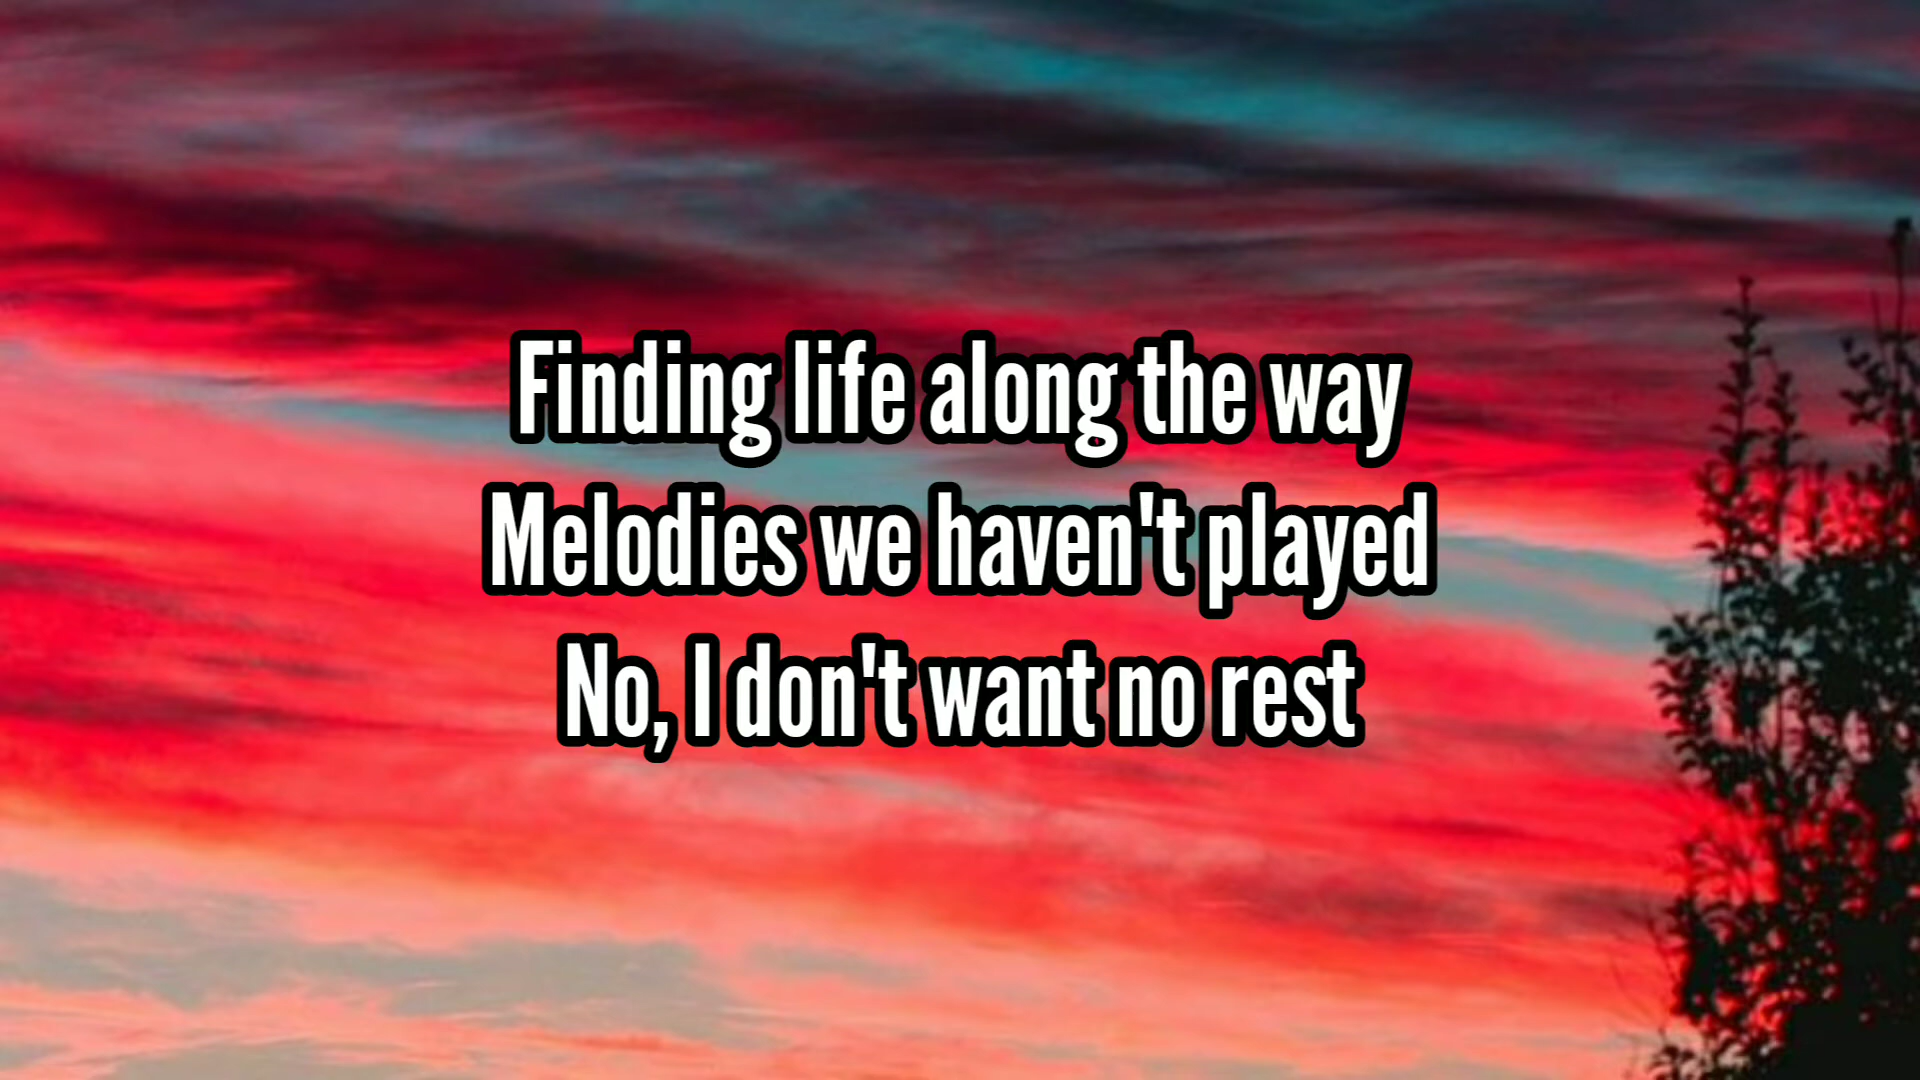 Finding life along the way
Melodies we haven't played
No, I don't want no rest